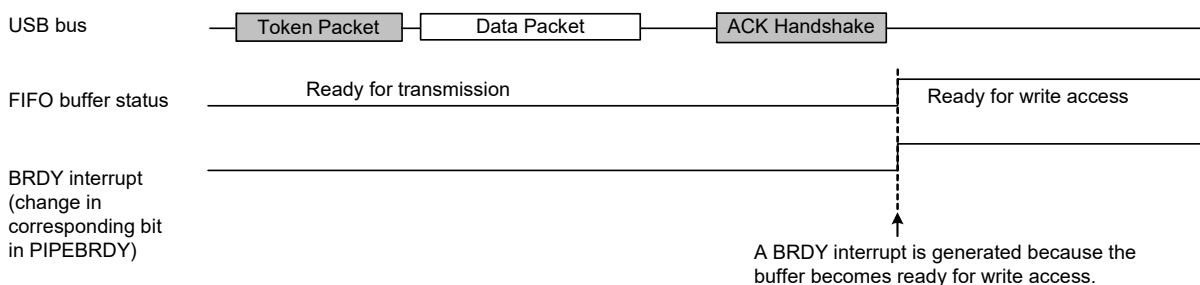 USB bus
Token Packet
Data Packet
ACK Handshake
FIFO buffer status
Ready for transmission
Ready for write access
BRDY interrupt
(change in
corresponding bit
in PIPEBRDY)
A BRDY interrupt is generated because the
buffer becomes ready for write access.